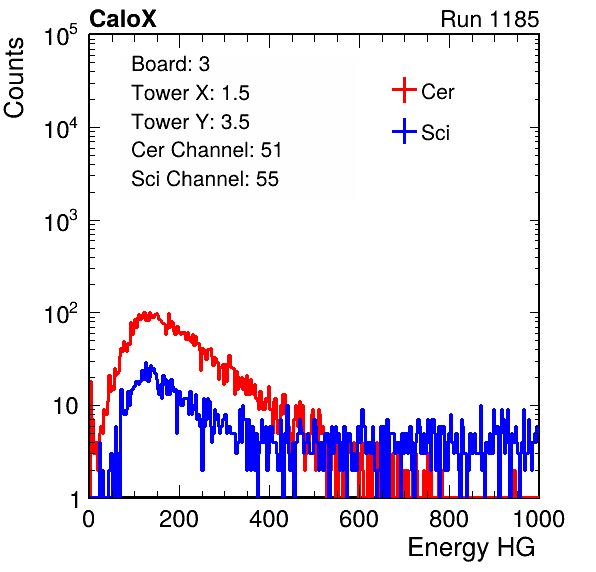 CaloX Run 1185
Counts
10^5
10^4
10^3
10^2
10
1
Board: 3
Tower X: 1.5
Tower Y: 3.5
Cer Channel: 51
Sci Channel: 55
Cer
Sci
0 200 400 600 800 1000
Energy HG